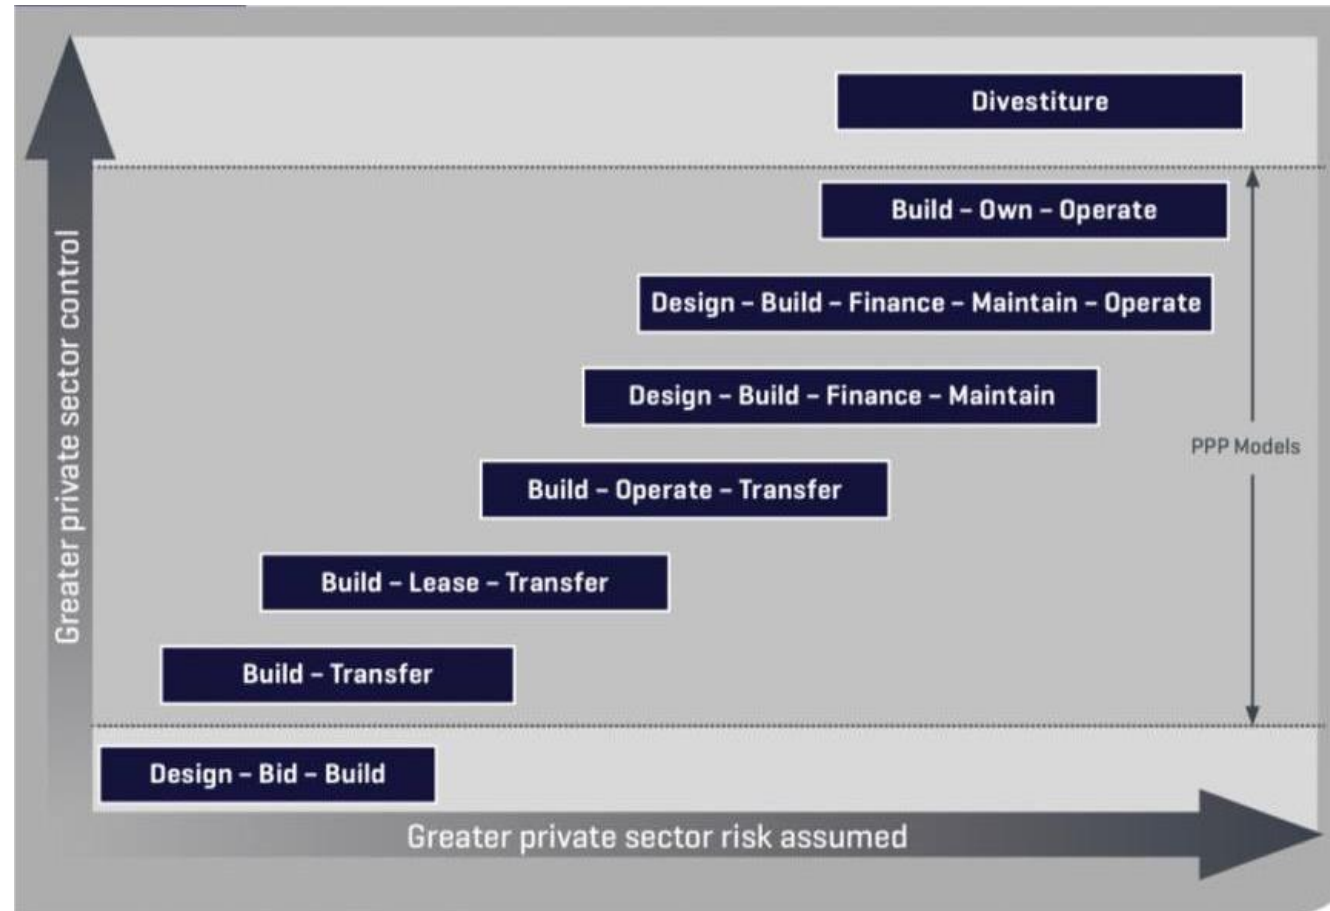 Divestiture
Build – Own – Operate
Design – Build – Finance – Maintain – Operate
Design – Build – Finance – Maintain
PPP Models
Build – Operate – Transfer
Build – Lease – Transfer
Build – Transfer
Design – Bid – Build
Greater private sector control
Greater private sector risk assumed